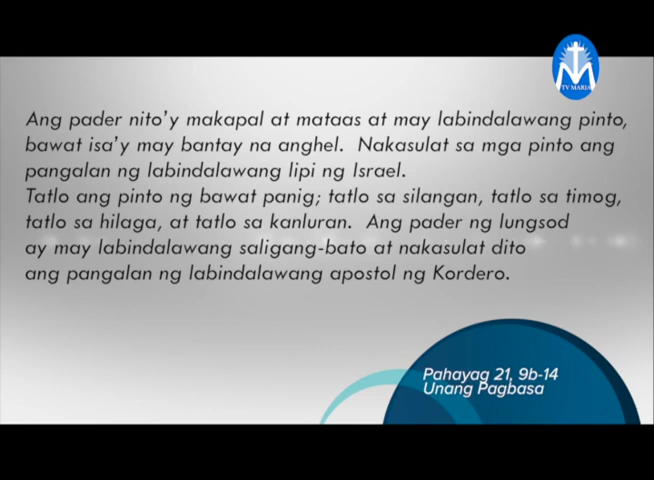 TV MARIA
Ang pader nito'y makapal at mataas at may labindalawang pinto,
bawat isa'y may bantay na anghel.  Nakasulat sa mga pinto ang
pangalan ng labindalawang lipi ng Israel.
Tatlo ang pinto ng bawat panig; tatlo sa silangan, tatlo sa timog,
tatlo sa hilaga, at tatlo sa kanluran.  Ang pader ng lungsod
ay may labindalawang saligang-bato at nakasulat dito
ang pangalan ng labindalawang apostol ng Kordero.
Pahayag 21, 9b-14
Unang Pagbasa